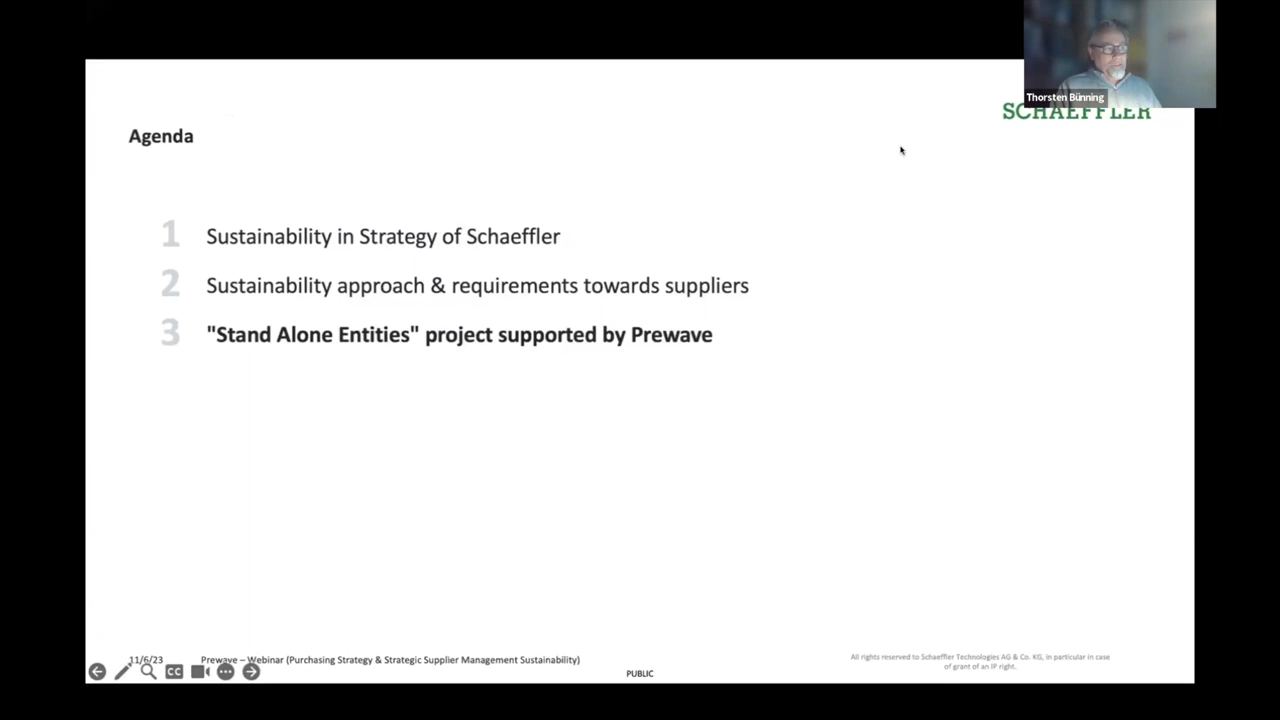 Thorsten Bünning
SCHAEFFLER
Agenda
1 Sustainability in Strategy of Schaeffler
2 Sustainability approach & requirements towards suppliers
3 "Stand Alone Entities" project supported by Prewave
11/6/23
Prewave – Webinar (Purchasing Strategy & Strategic Supplier Management Sustainability)
PUBLIC
All rights reserved to Schaeffler Technologies AG & Co. KG, in particular in case
of grant of an IP right.
CC